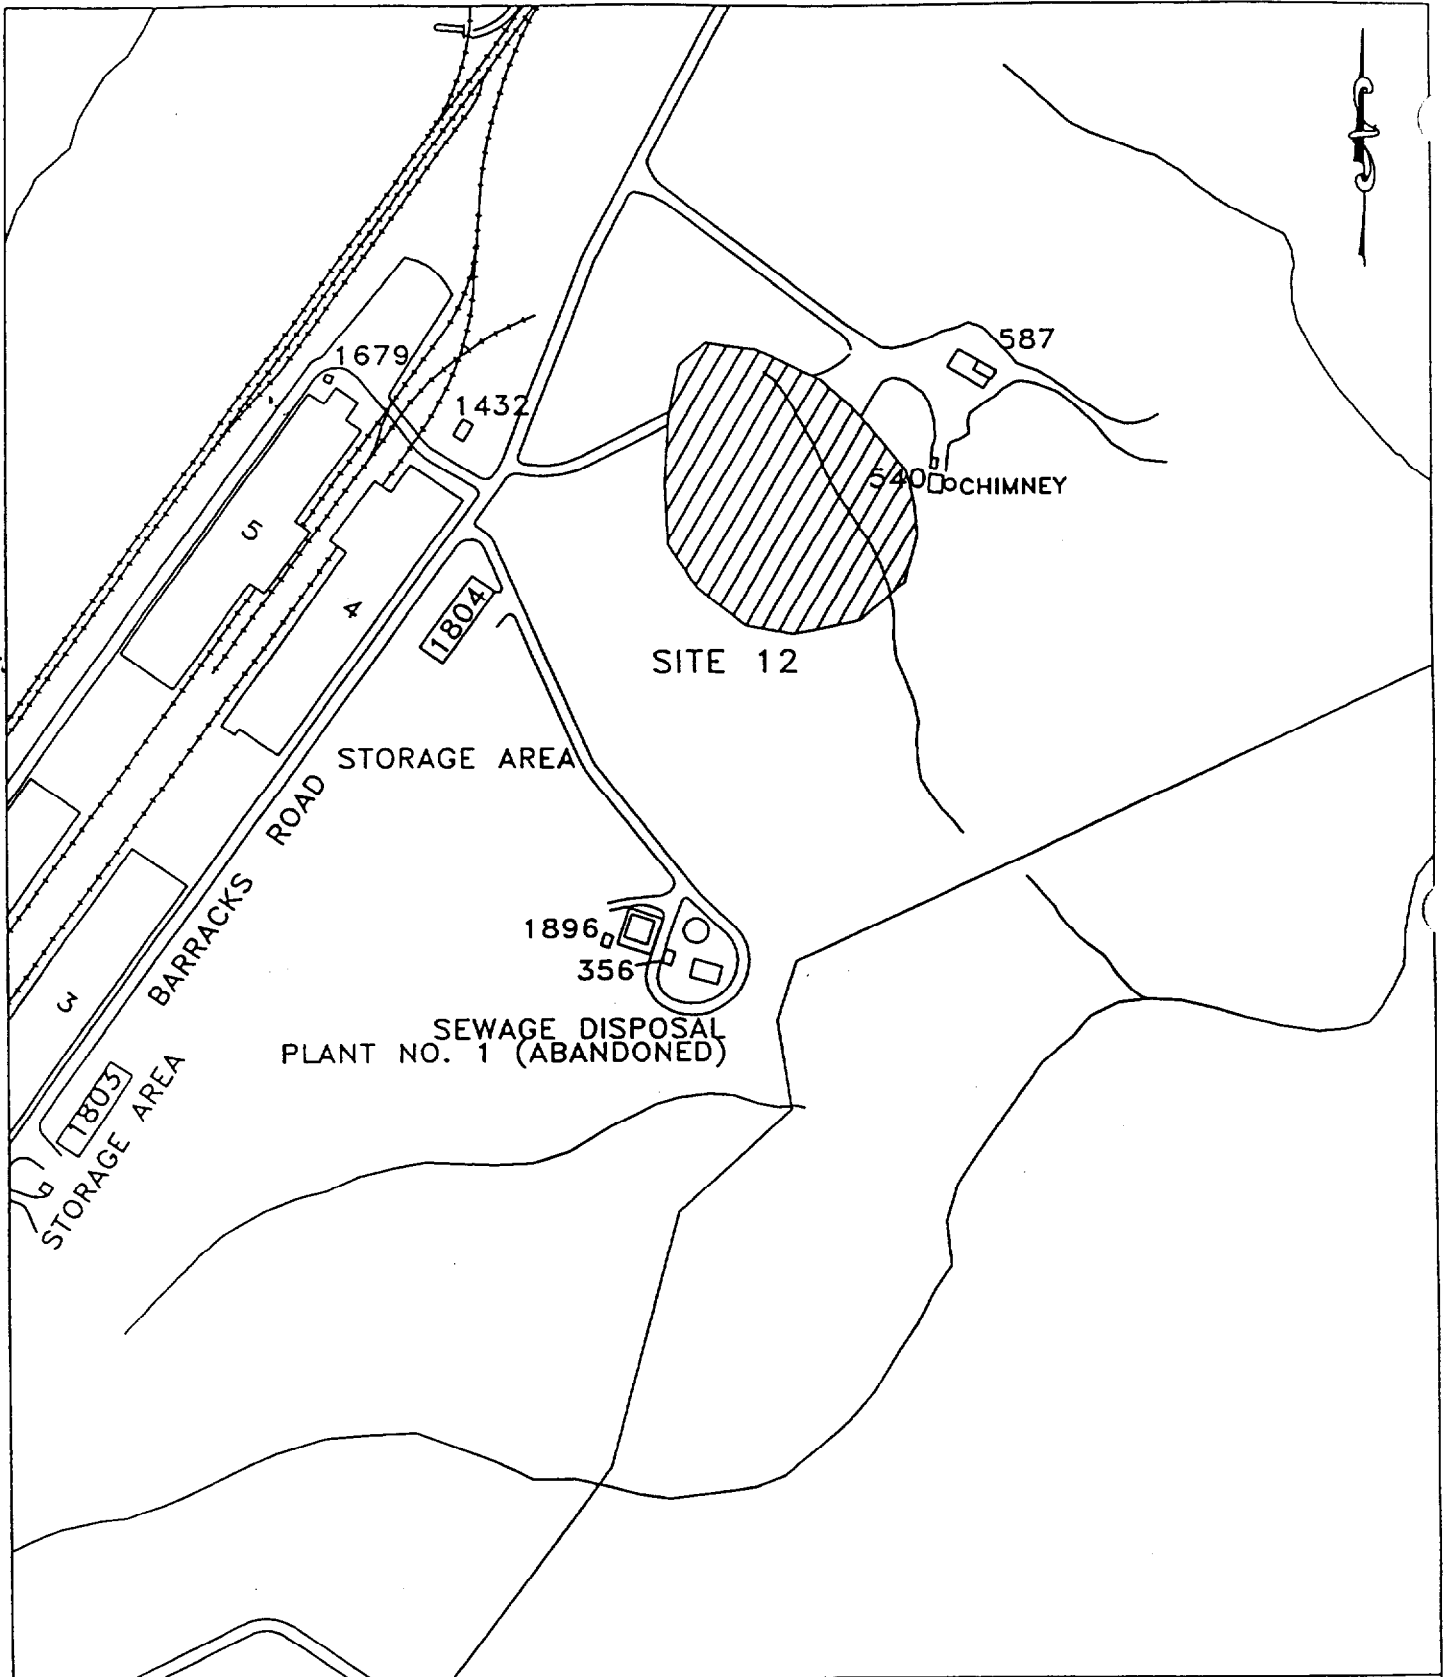 587
1679
1432
540
CHIMNEY
5
4
1804
SITE 12
STORAGE AREA
BARRACKS ROAD
1896
356
3
SEWAGE DISPOSAL
PLANT NO. 1 (ABANDONED)
1803
STORAGE AREA